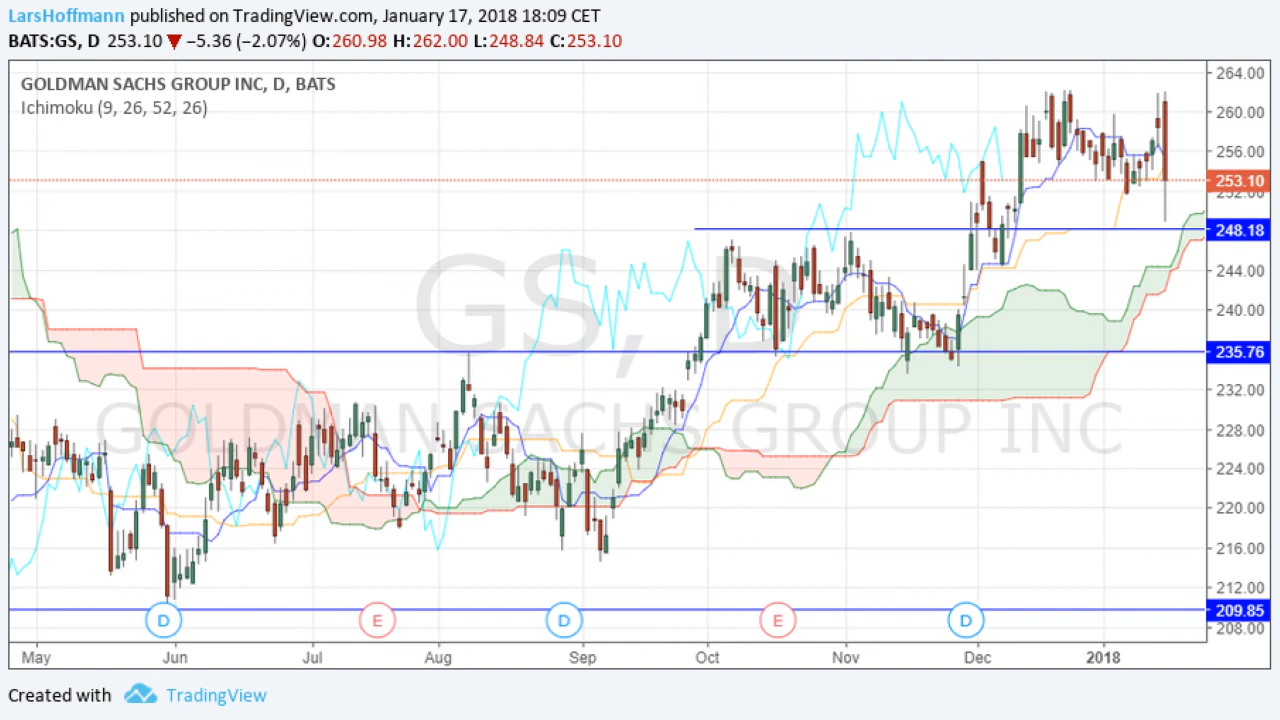 LarsHoffmann published on TradingView.com, January 17, 2018 18:09 CET
BATS:GS, D 253.10 ▼ −5.36 (−2.07%) O:260.98 H:262.00 L:248.84 C:253.10
GOLDMAN SACHS GROUP INC, D, BATS
Ichimoku (9, 26, 52, 26)
GS, D
GOLDMAN SACHS GROUP INC
264.00
260.00
256.00
253.10
252.00
248.18
244.00
240.00
235.76
232.00
228.00
224.00
220.00
216.00
212.00
209.85
208.00
D E D E D
May Jun Jul Aug Sep Oct Nov Dec 2018
Created with TradingView